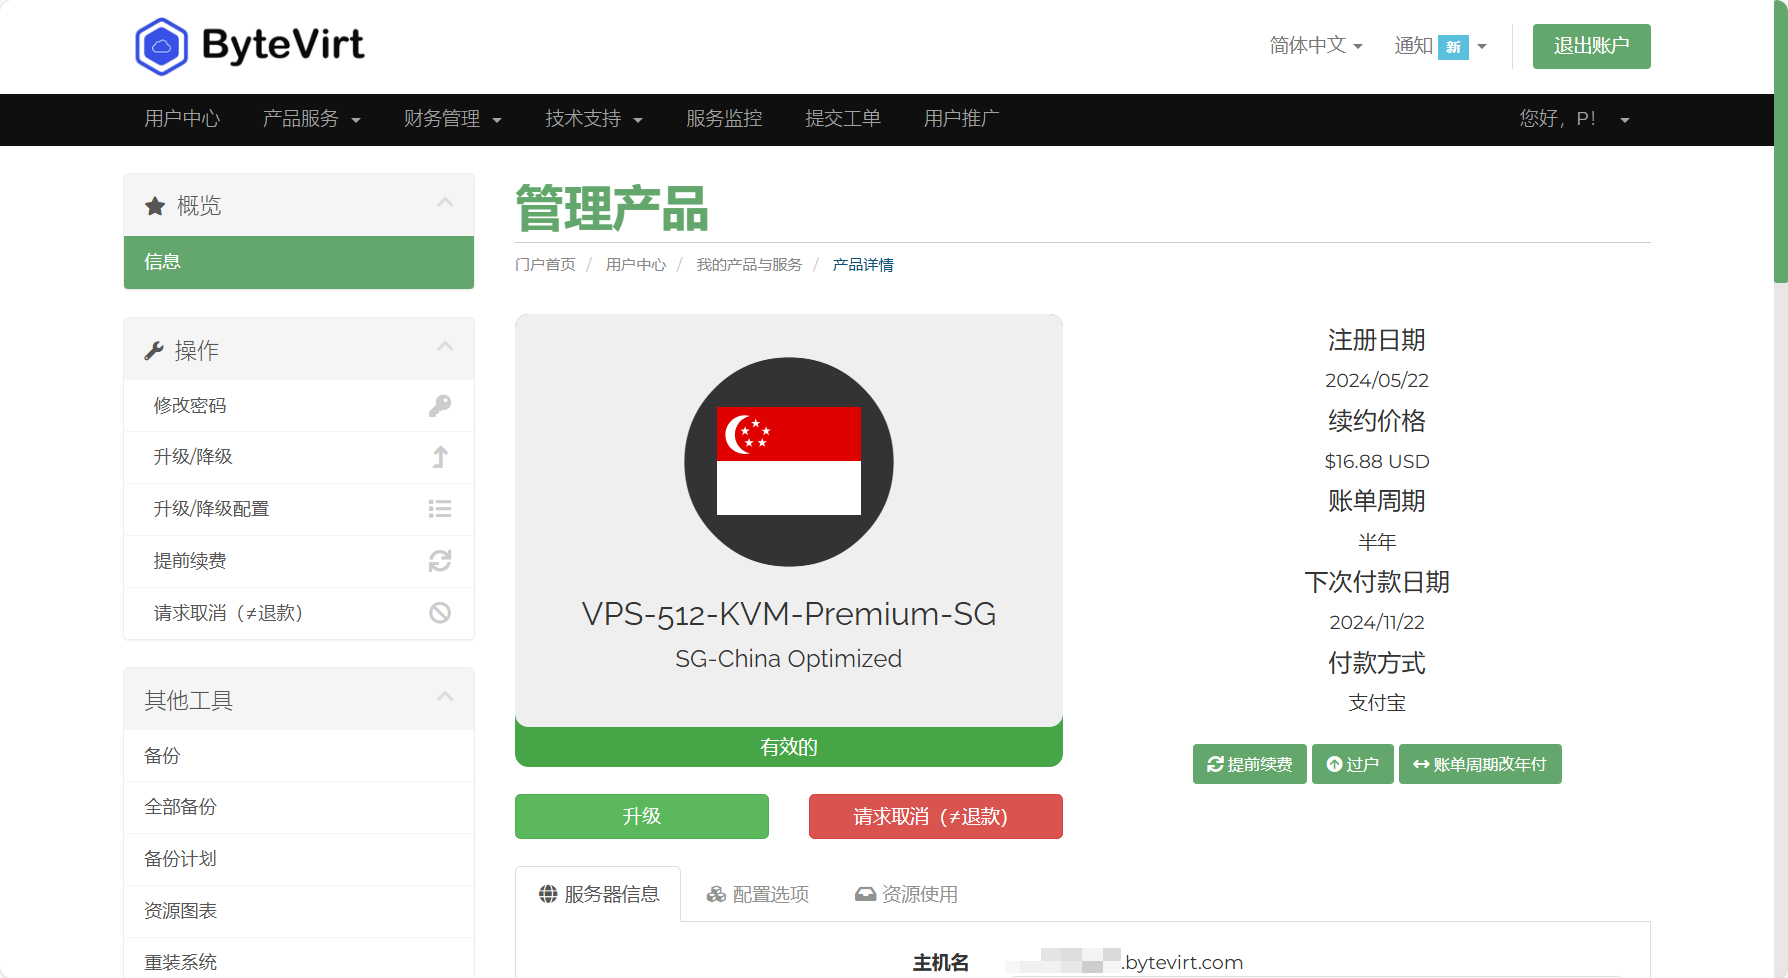 ByteVirt
简体中文
通知 新
退出账户
用户中心 产品服务 财务管理 技术支持 服务监控 提交工单 用户推广 您好，P！
概览
信息
操作
修改密码
升级/降级
升级/降级配置
提前续费
请求取消（≠退款）
其他工具
备份
全部备份
备份计划
资源图表
重装系统
管理产品
门户首页 / 用户中心 / 我的产品与服务 / 产品详情
VPS-512-KVM-Premium-SG
SG-China Optimized
有效的
升级
请求取消（≠退款）
注册日期
2024/05/22
续约价格
$16.88 USD
账单周期
半年
下次付款日期
2024/11/22
付款方式
支付宝
提前续费 过户 账单周期改年付
服务器信息 配置选项 资源使用
主机名 .bytevirt.com